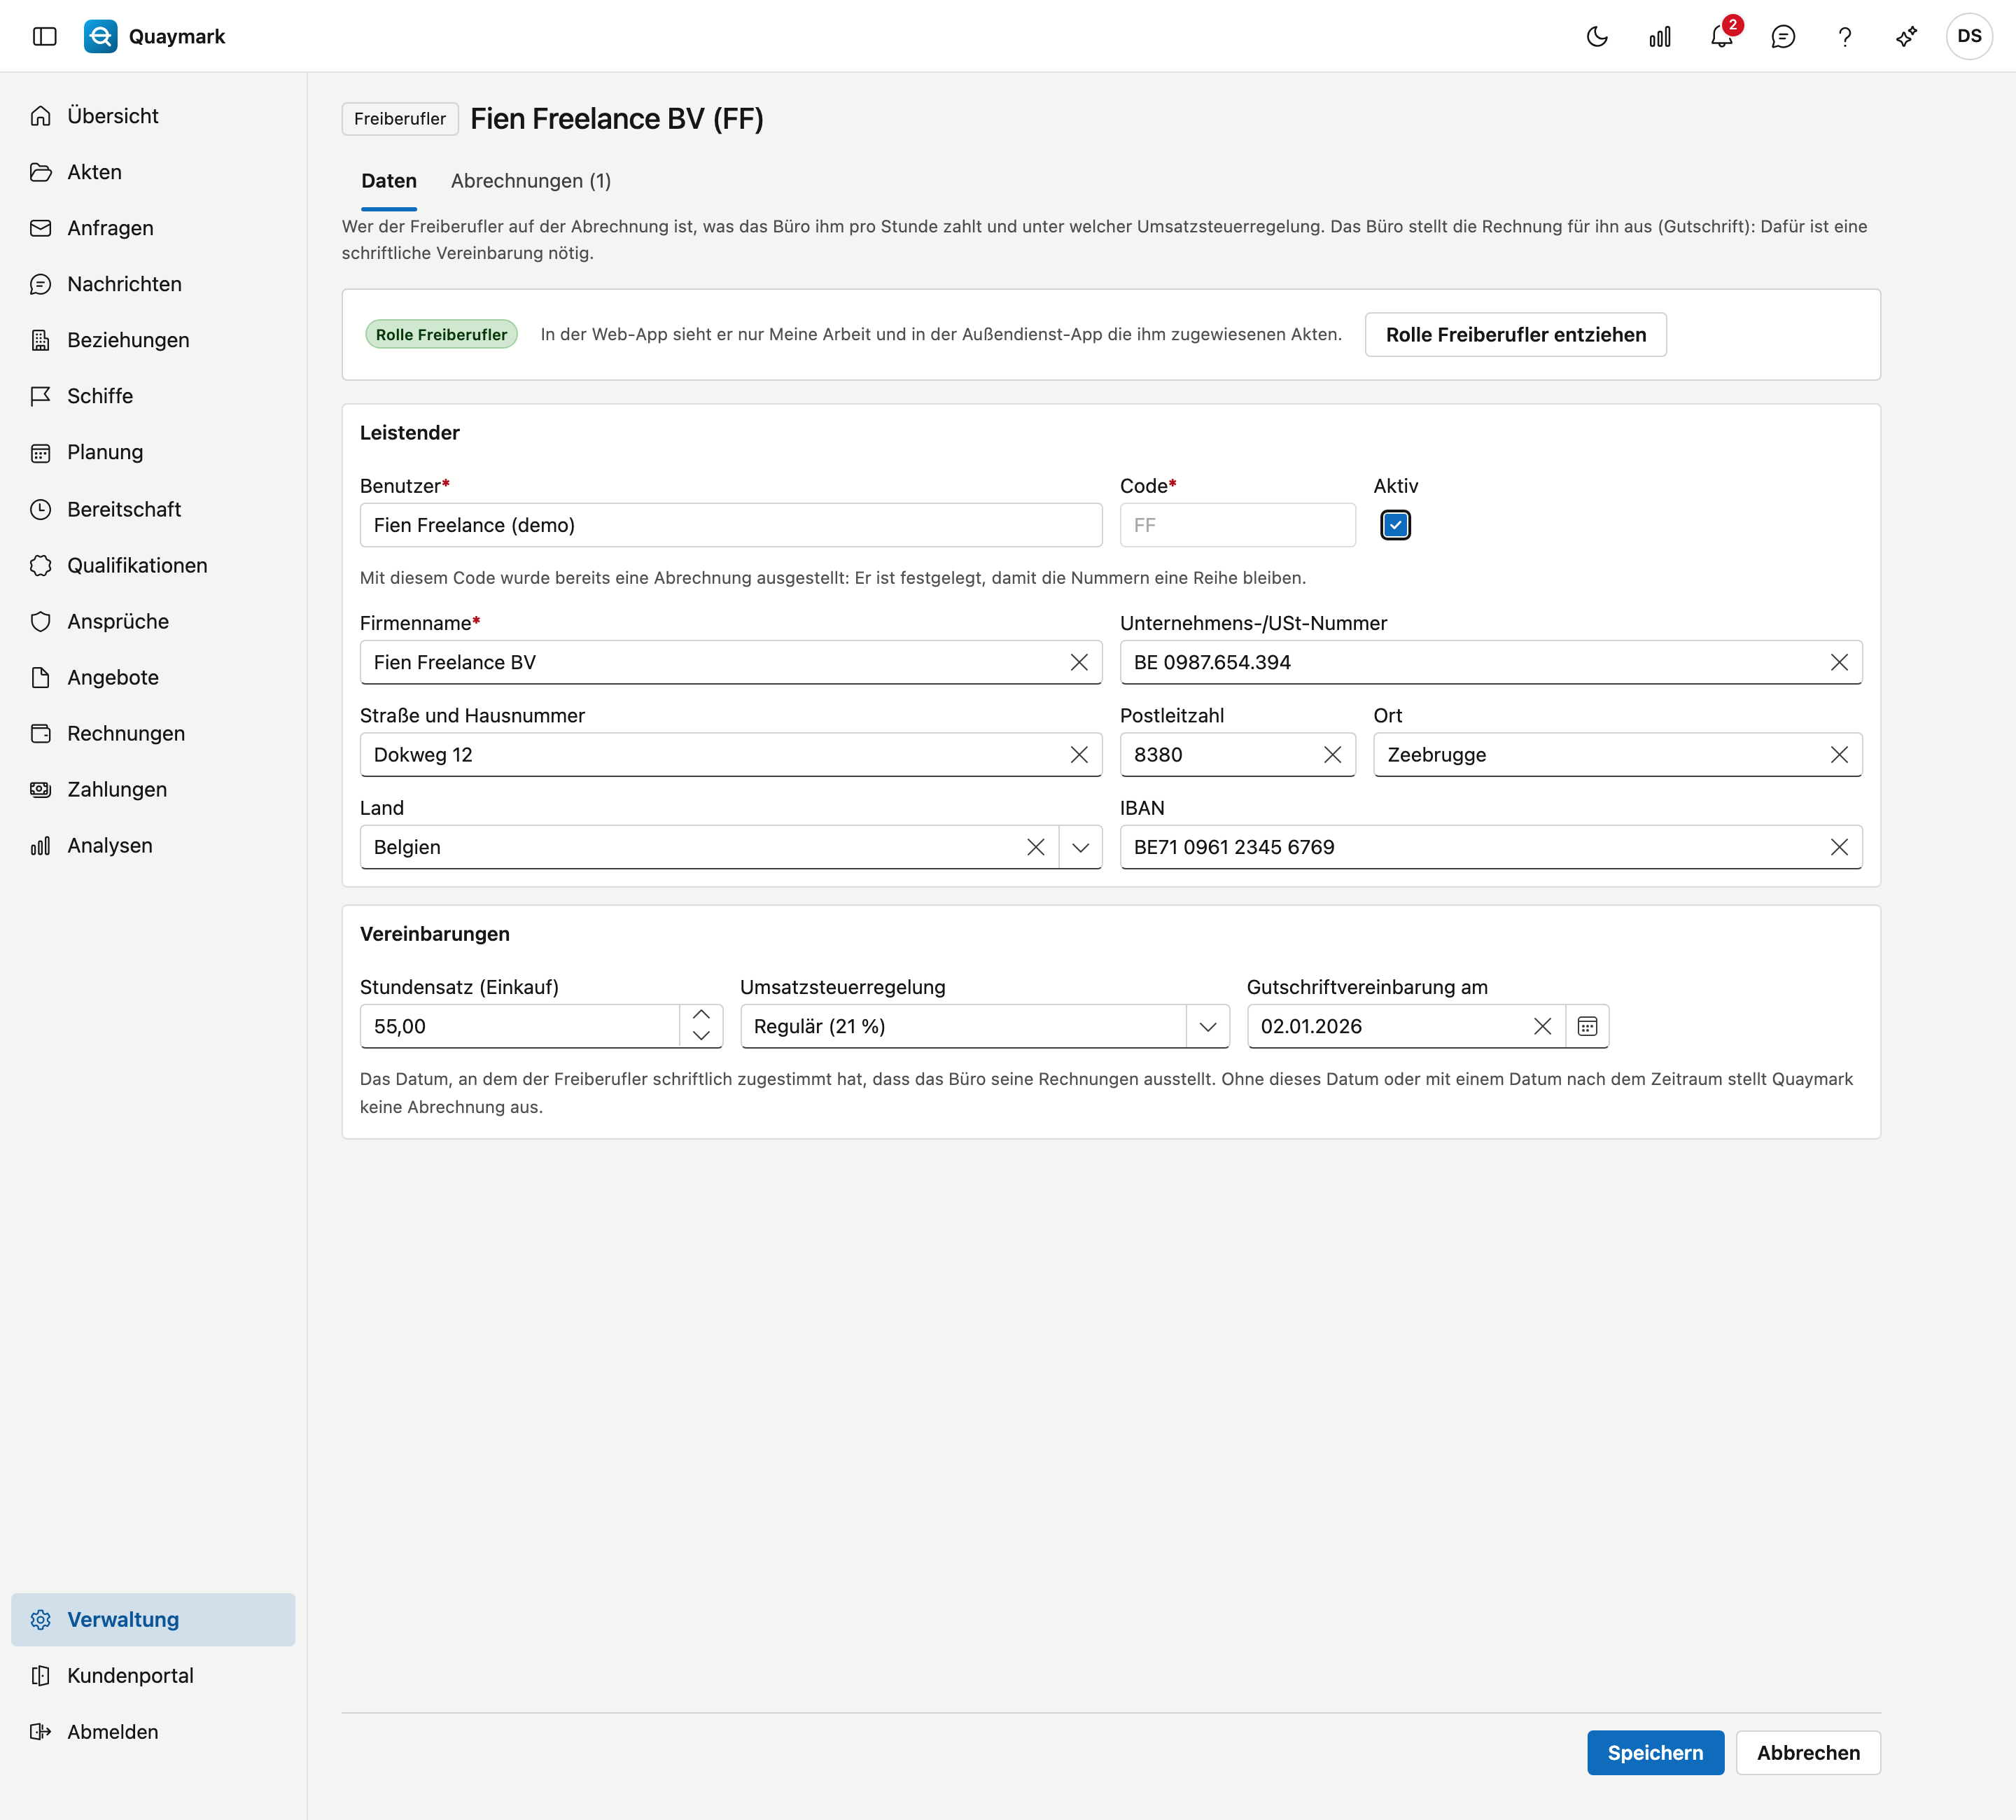 Quaymark
2
DS
Übersicht
Akten
Anfragen
Nachrichten
Beziehungen
Schiffe
Planung
Bereitschaft
Qualifikationen
Ansprüche
Angebote
Rechnungen
Zahlungen
Analysen
Verwaltung
Kundenportal
Abmelden
Freiberufler Fien Freelance BV (FF)
Daten Abrechnungen (1)
Wer der Freiberufler auf der Abrechnung ist, was das Büro ihm pro Stunde zahlt und unter welcher Umsatzsteuerregelung. Das Büro stellt die Rechnung für ihn aus (Gutschrift): Dafür ist eine
schriftliche Vereinbarung nötig.
Rolle Freiberufler In der Web-App sieht er nur Meine Arbeit und in der Außendienst-App die ihm zugewiesenen Akten. Rolle Freiberufler entziehen
Leistender
Benutzer* Code* Aktiv
Fien Freelance (demo) FF
Mit diesem Code wurde bereits eine Abrechnung ausgestellt: Er ist festgelegt, damit die Nummern eine Reihe bleiben.
Firmenname* Unternehmens-/USt-Nummer
Fien Freelance BV BE 0987.654.394
Straße und Hausnummer Postleitzahl Ort
Dokweg 12 8380 Zeebrugge
Land IBAN
Belgien BE71 0961 2345 6769
Vereinbarungen
Stundensatz (Einkauf) Umsatzsteuerregelung Gutschriftvereinbarung am
55,00 Regulär (21 %) 02.01.2026
Das Datum, an dem der Freiberufler schriftlich zugestimmt hat, dass das Büro seine Rechnungen ausstellt. Ohne dieses Datum oder mit einem Datum nach dem Zeitraum stellt Quaymark
keine Abrechnung aus.
Speichern Abbrechen